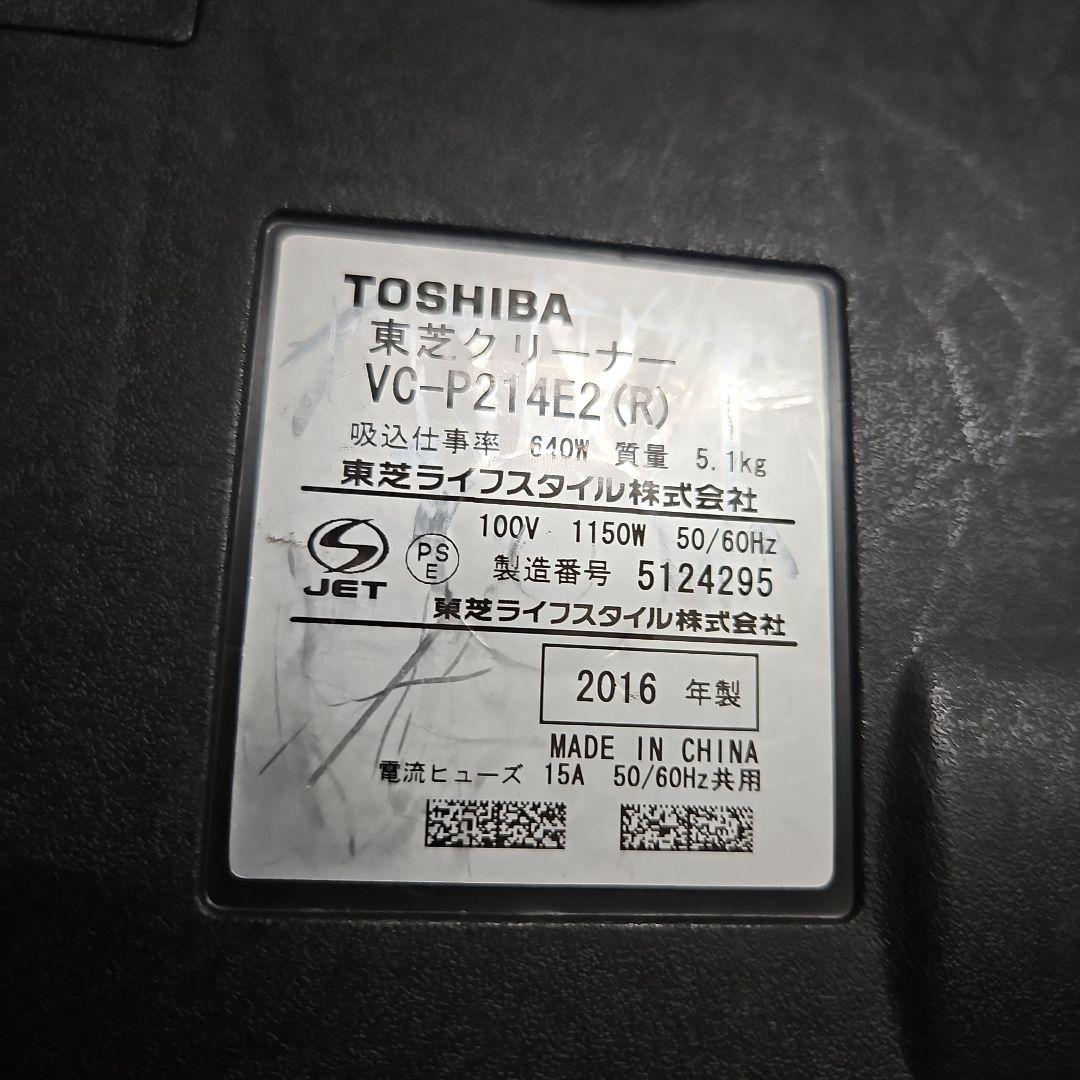 TOSHIBA
東芝クリーナー
VC-P214E2(R)
吸込仕事率 640W 質量 5.1kg
東芝ライフスタイル株式会社
100V 1150W 50/60Hz
JET
PS
E
製造番号 5124295
東芝ライフスタイル株式会社
2016 年製
MADE IN CHINA
電流ヒューズ 15A 50/60Hz共用